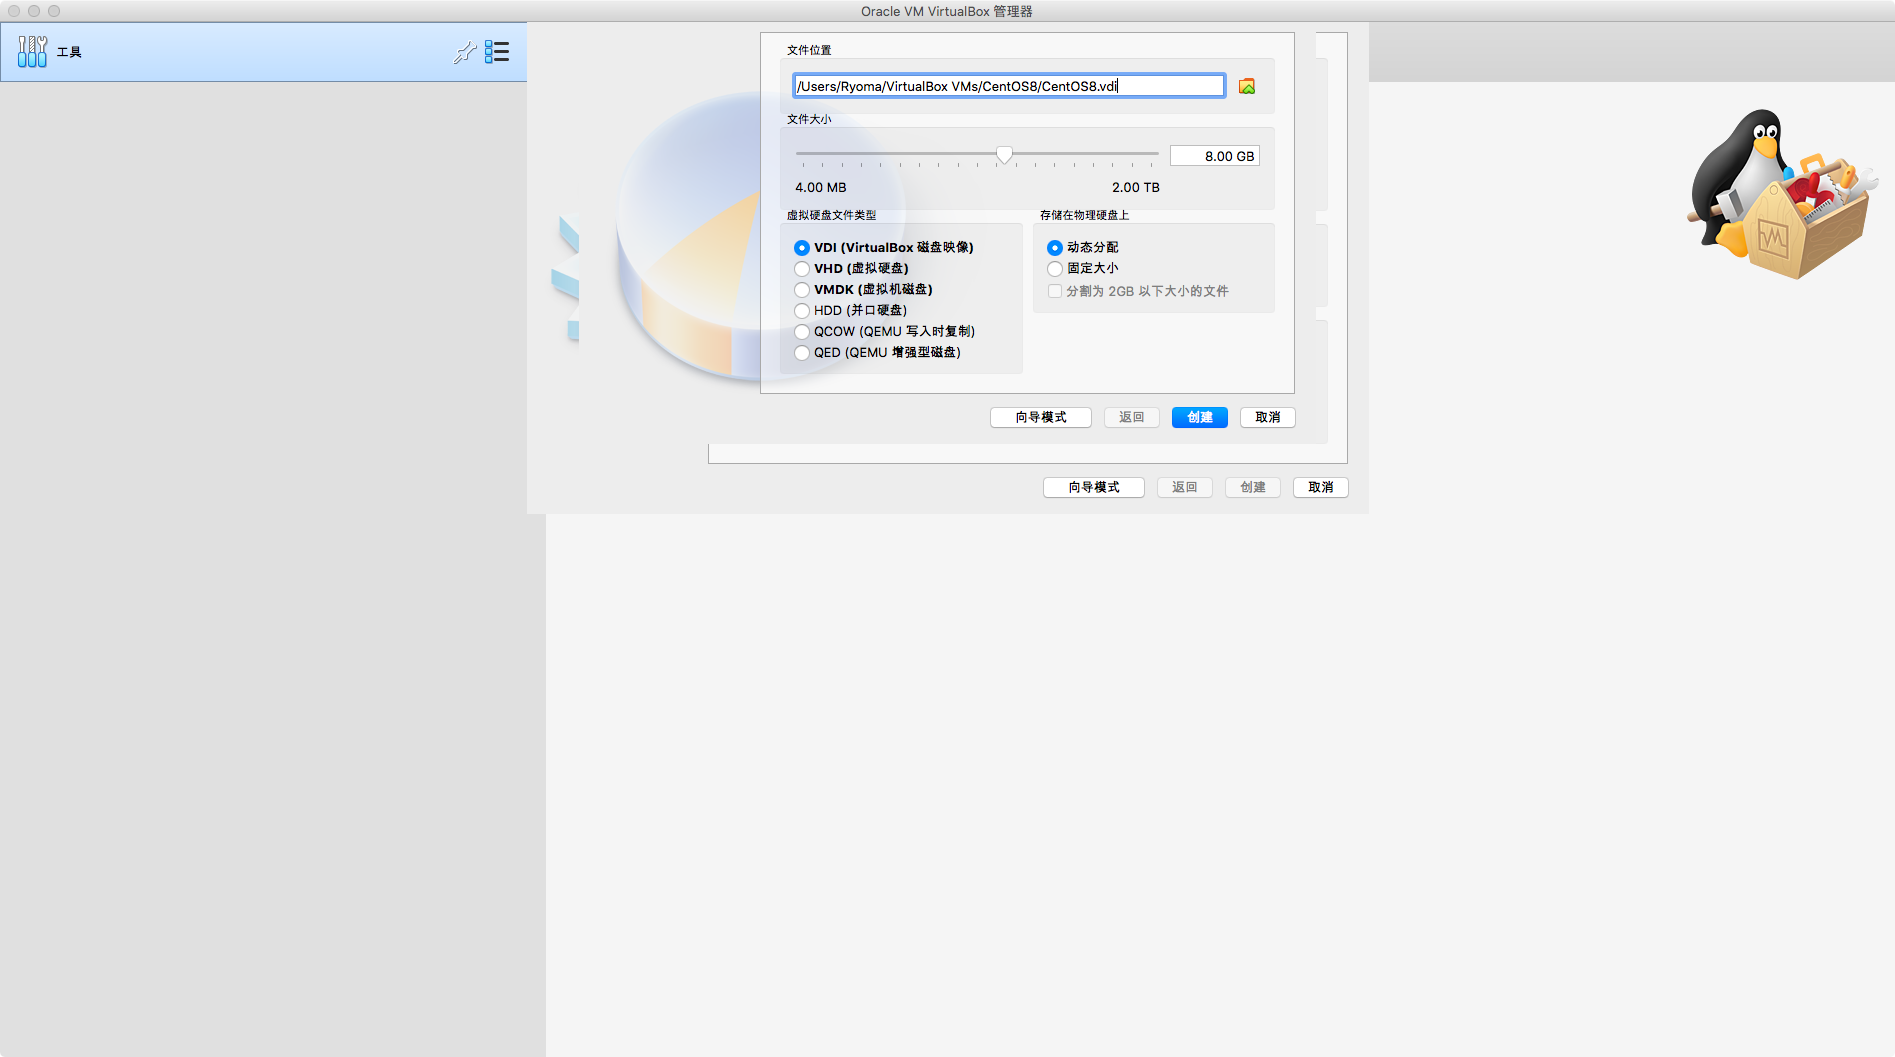 Oracle VM VirtualBox 管理器
工具
文件位置
/Users/Ryoma/VirtualBox VMs/CentOS8/CentOS8.vdi
文件大小
8.00 GB
4.00 MB 2.00 TB
虚拟硬盘文件类型
VDI (VirtualBox 磁盘映像)
VHD (虚拟硬盘)
VMDK (虚拟机磁盘)
HDD (并口硬盘)
QCOW (QEMU 写入时复制)
QED (QEMU 增强型磁盘)
存储在物理硬盘上
动态分配
固定大小
分割为 2GB 以下大小的文件
向导模式 返回 创建 取消
向导模式 返回 创建 取消